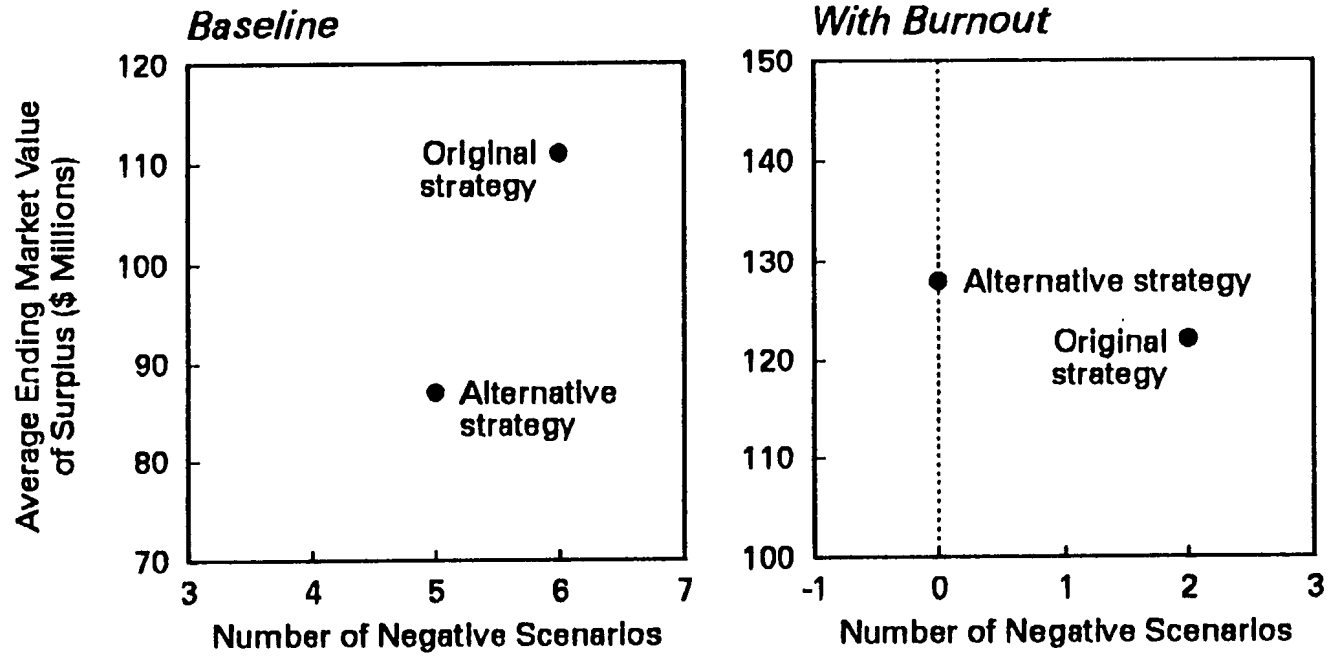 Baseline
Average Ending Market Value
of Surplus ($ Millions)
120
110
100
90
80
70
Original
strategy
Alternative
strategy
3 4 5 6 7
Number of Negative Scenarios
With Burnout
150
140
130
120
110
100
Alternative strategy
Original
strategy
-1 0 1 2 3
Number of Negative Scenarios